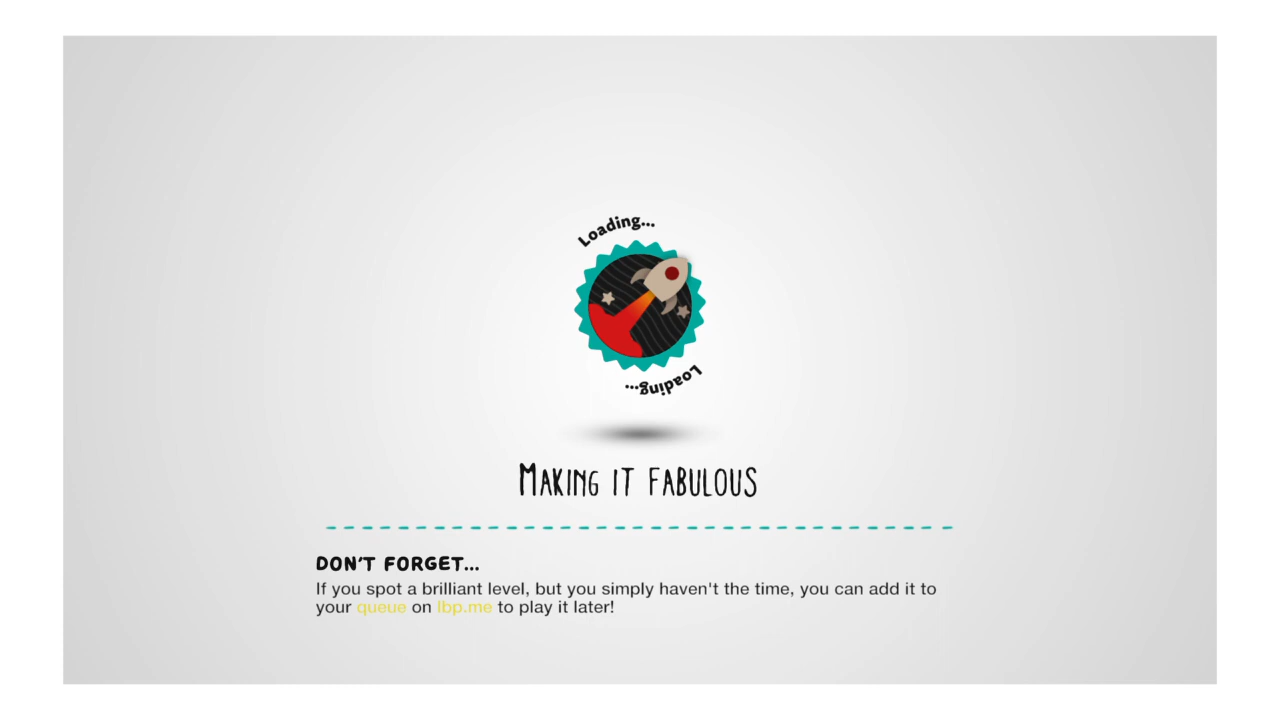 Loading...
Loading...
Making it fabulous
Don't forget...
If you spot a brilliant level, but you simply haven't the time, you can add it to
your queue on lbp.me to play it later!